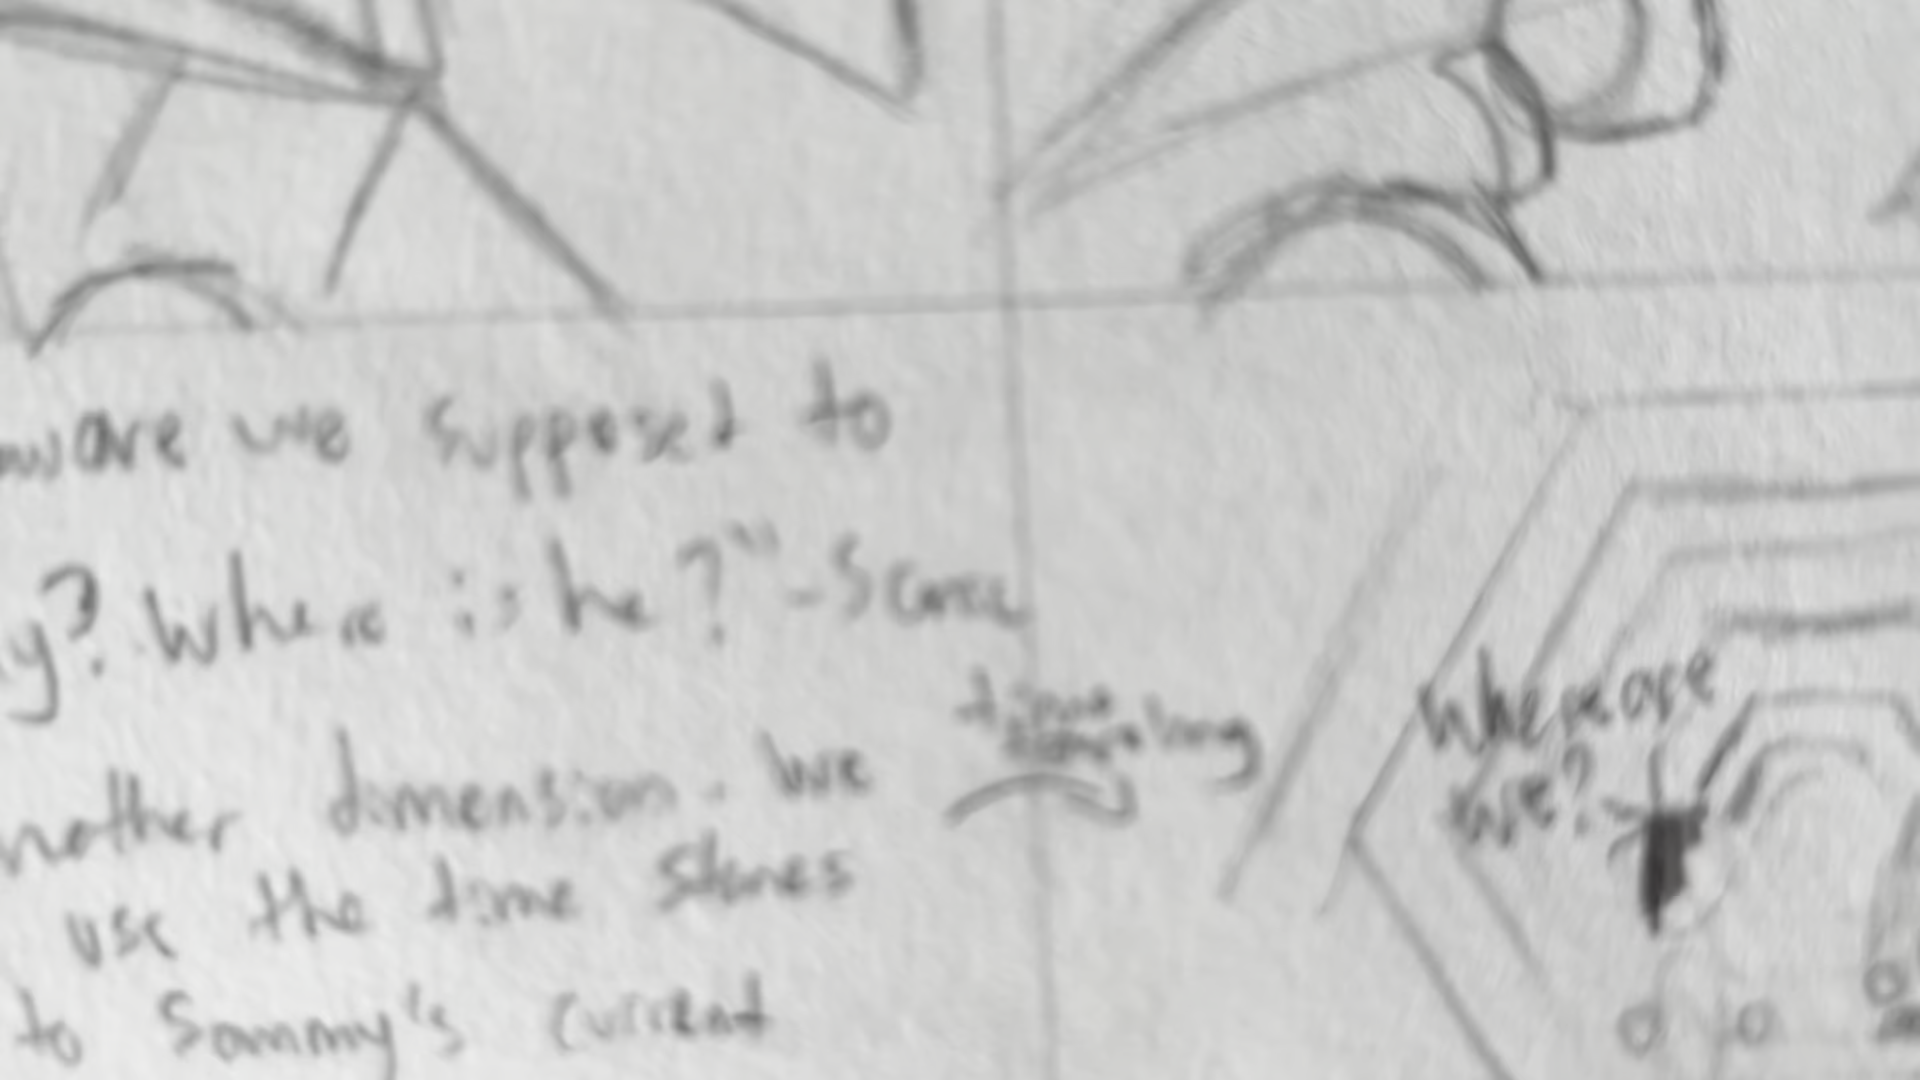 are we supposed to
y? Where is he?" -
nother dimension. We
use the time stones
to Sammy's current
time
Where are
we?